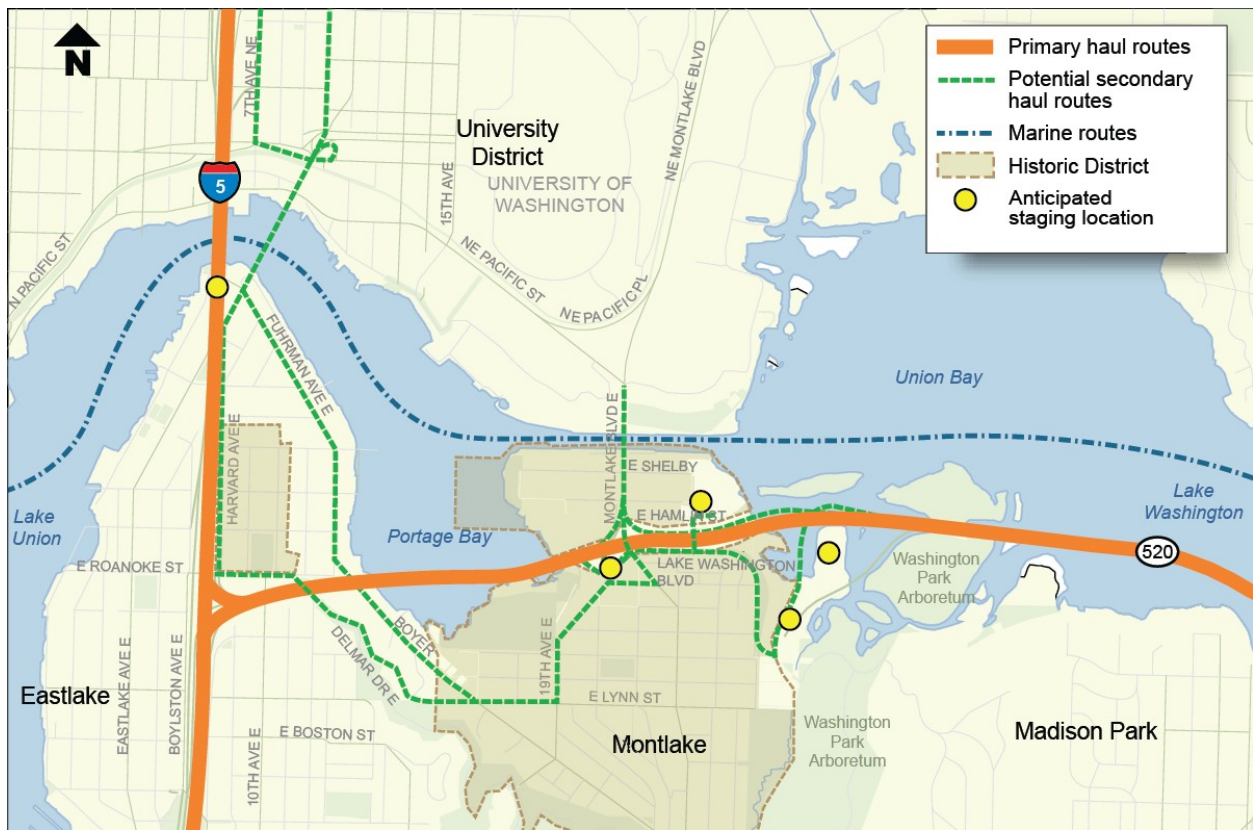 N
7TH AVE NE
5
University
District
UNIVERSITY OF
WASHINGTON
15TH AVE
NE MONTLAKE BLVD
N PACIFIC ST
NE PACIFIC ST
NE PACIFIC PL
Primary haul routes
Potential secondary
haul routes
Marine routes
Historic District
Anticipated
staging location
FUHRMAN AVE E
HARVARD AVE E
Union Bay
MONTLAKE BLVD E
E SHELBY
E HAMLIN ST
Lake
Union
Portage Bay
Lake
Washington
520
E ROANOKE ST
LAKE WASHINGTON
BLVD
Washington
Park
Arboretum
DELMAR DR E
BOYER
19TH AVE E
E LYNN ST
Eastlake
EASTLAKE AVE E
BOYLSTON AVE E
10TH AVE E
E BOSTON ST
Montlake
Washington
Park
Arboretum
Madison Park